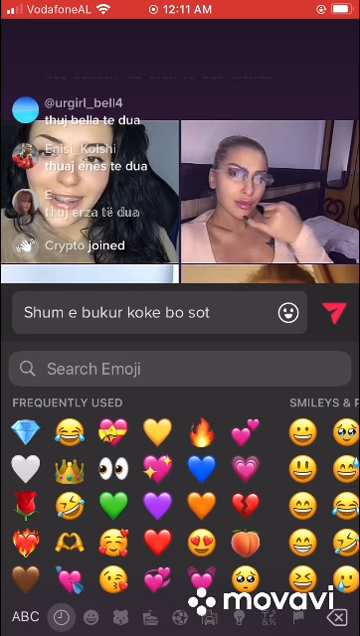 VodafoneAL
12:11 AM
@urgirl_bell4
thuj bella të dua
Enisi_Kolshi
thuaj enes te dua
E
thuj erza të dua
Crypto joined
Shum e bukur koke bo sot
Search Emoji
FREQUENTLY USED
SMILEYS & P
ABC
movavi